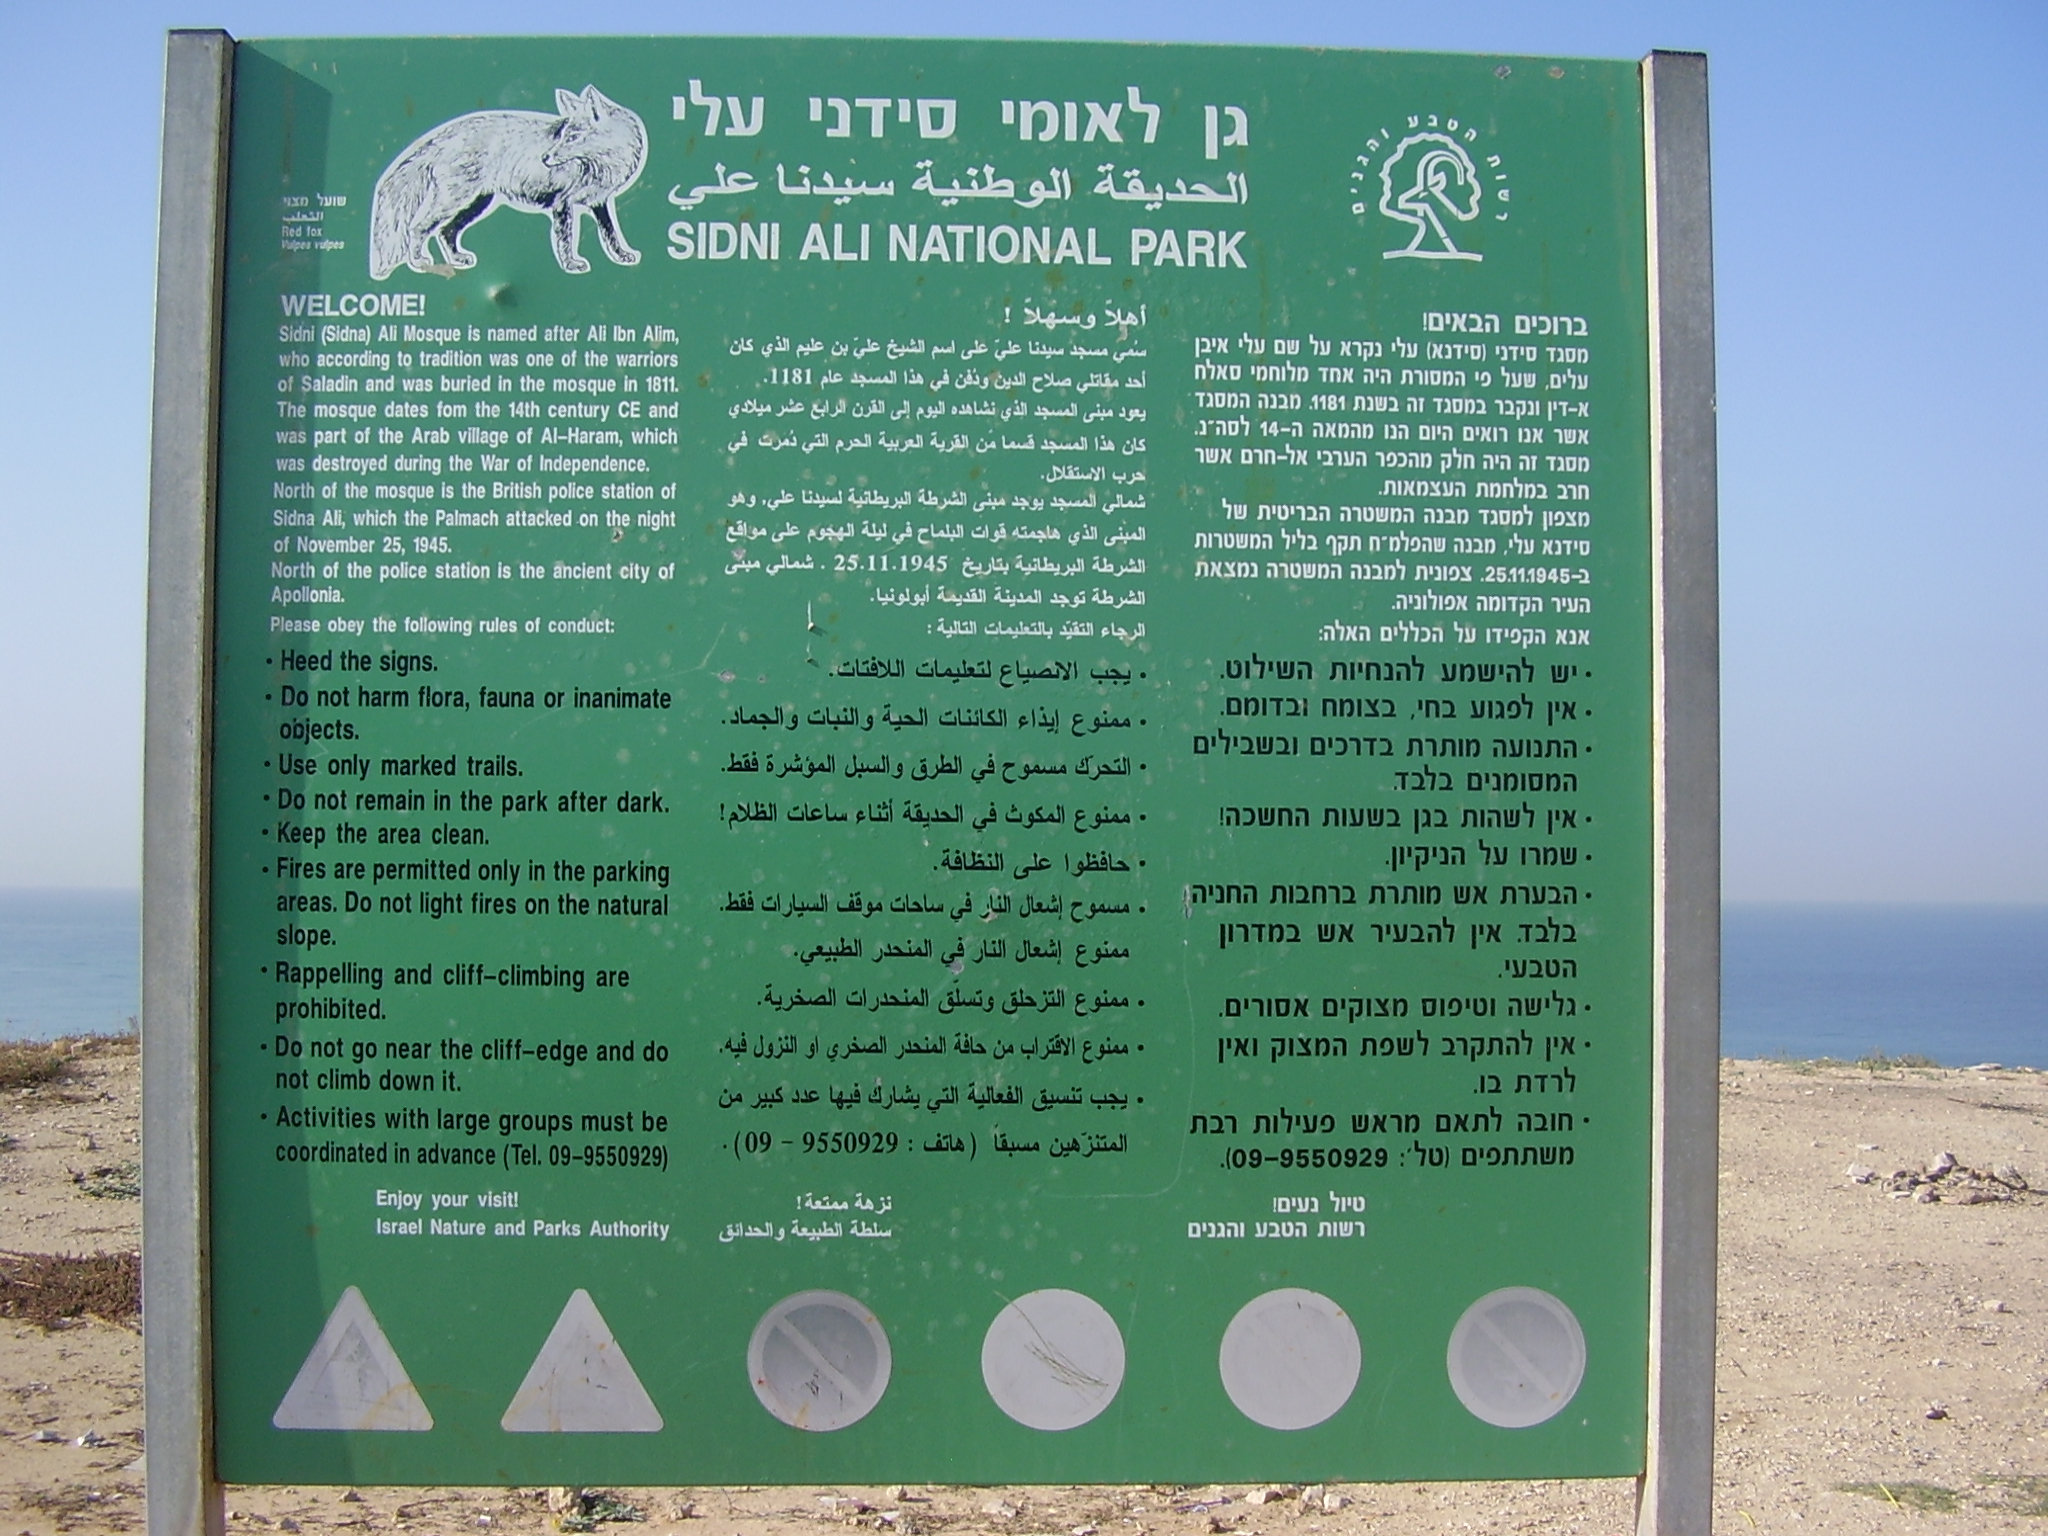 גן לאומי סידני עלי
الحديقة الوطنية سيدنا علي
SIDNI ALI NATIONAL PARK
רשות הטבע והגנים
שועל מצוי
الثعلب
Red fox
Vulpes vulpes
WELCOME!
Sidni (Sidna) Ali Mosque is named after Ali Ibn Alim,
who according to tradition was one of the warriors
of Saladin and was buried in the mosque in 1811.
The mosque dates fom the 14th century CE and
was part of the Arab village of Al-Haram, which
was destroyed during the War of Independence.
North of the mosque is the British police station of
Sidna Ali, which the Palmach attacked on the night
of November 25, 1945.
North of the police station is the ancient city of
Apollonia.
Please obey the following rules of conduct:
• Heed the signs.
• Do not harm flora, fauna or inanimate
objects.
• Use only marked trails.
• Do not remain in the park after dark.
• Keep the area clean.
• Fires are permitted only in the parking
areas. Do not light fires on the natural
slope.
• Rappelling and cliff-climbing are
prohibited.
• Do not go near the cliff-edge and do
not climb down it.
• Activities with large groups must be
coordinated in advance (Tel. 09-9550929)
Enjoy your visit!
Israel Nature and Parks Authority
أهلاً وسهلاً !
سُمي مسجد سيدنا عليّ على اسم الشيخ عليّ بن عليم الذي كان
أحد مقاتلي صلاح الدين ودُفن في هذا المسجد عام 1181.
يعود مبنى المسجد الذي نشاهده اليوم إلى القرن الرابع عشر ميلادي
كان هذا المسجد قسما من القرية العربية الحرم التي دُمرت في
حرب الاستقلال.
شمالي المسجد يوجد مبنى الشرطة البريطانية لسيدنا علي، وهو
المبنى الذي هاجمته قوات البلماح في ليلة الهجوم على مواقع
الشرطة البريطانية بتاريخ 25.11.1945 . شمالي مبنى
الشرطة توجد المدينة القديمة أبولونيا.
الرجاء التقيّد بالتعليمات التالية :
• يجب الانصياع لتعليمات اللافتات.
• ممنوع إيذاء الكائنات الحية والنبات والجماد.
• التحرّك مسموح في الطرق والسبل المؤشرة فقط.
• ممنوع المكوث في الحديقة أثناء ساعات الظلام!
• حافظوا على النظافة.
• مسموح إشعال النار في ساحات موقف السيارات فقط.
ممنوع إشعال النار في المنحدر الطبيعي.
• ممنوع التزحلق وتسلّق المنحدرات الصخرية.
• ممنوع الاقتراب من حافة المنحدر الصخري او النزول فيه.
• يجب تنسيق الفعالية التي يشارك فيها عدد كبير من
المتنزّهين مسبقاً (هاتف : 9550929 - 09).
نزهة ممتعة!
سلطة الطبيعة والحدائق
ברוכים הבאים!
מסגד סידני (סידנא) עלי נקרא על שם עלי איבן
עלים, שעל פי המסורת היה אחד מלוחמי סאלח
א-דין ונקבר במסגד זה בשנת 1181. מבנה המסגד
אשר אנו רואים היום הנו מהמאה ה-14 לסה״נ.
מסגד זה היה חלק מהכפר הערבי אל-חרם אשר
חרב במלחמת העצמאות.
מצפון למסגד מבנה המשטרה הבריטית של
סידנא עלי, מבנה שהפלמ״ח תקף בליל המשטרות
ב-25.11.1945. צפונית למבנה המשטרה נמצאת
העיר הקדומה אפולוניה.
אנא הקפידו על הכללים האלה:
• יש להישמע להנחיות השילוט.
• אין לפגוע בחי, בצומח ובדומם.
• התנועה מותרת בדרכים ובשבילים
המסומנים בלבד.
• אין לשהות בגן בשעות החשכה!
• שמרו על הניקיון.
• הבערת אש מותרת ברחבות החניה
בלבד. אין להבעיר אש במדרון
הטבעי.
• גלישה וטיפוס מצוקים אסורים.
• אין להתקרב לשפת המצוק ואין
לרדת בו.
• חובה לתאם מראש פעילות רבת
משתתפים (טל׳: 09-9550929).
טיול נעים!
רשות הטבע והגנים